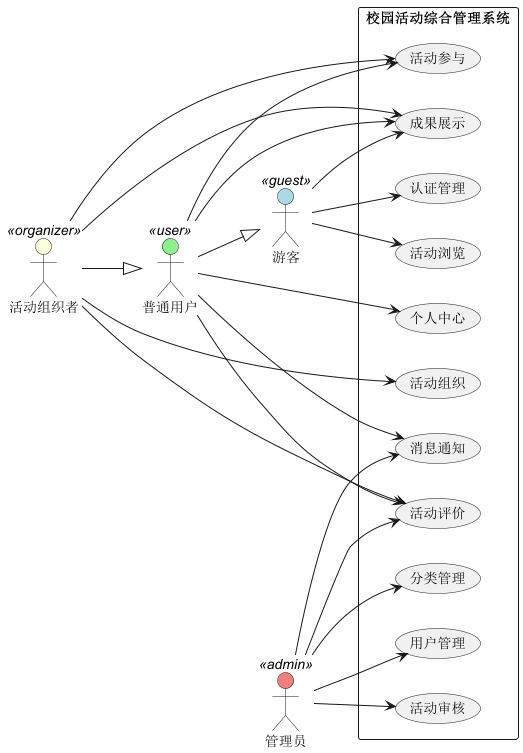 校园活动综合管理系统
活动参与
成果展示
«guest»
游客
认证管理
«organizer»
活动组织者
«user»
普通用户
活动浏览
个人中心
活动组织
消息通知
活动评价
分类管理
用户管理
«admin»
管理员
活动审核